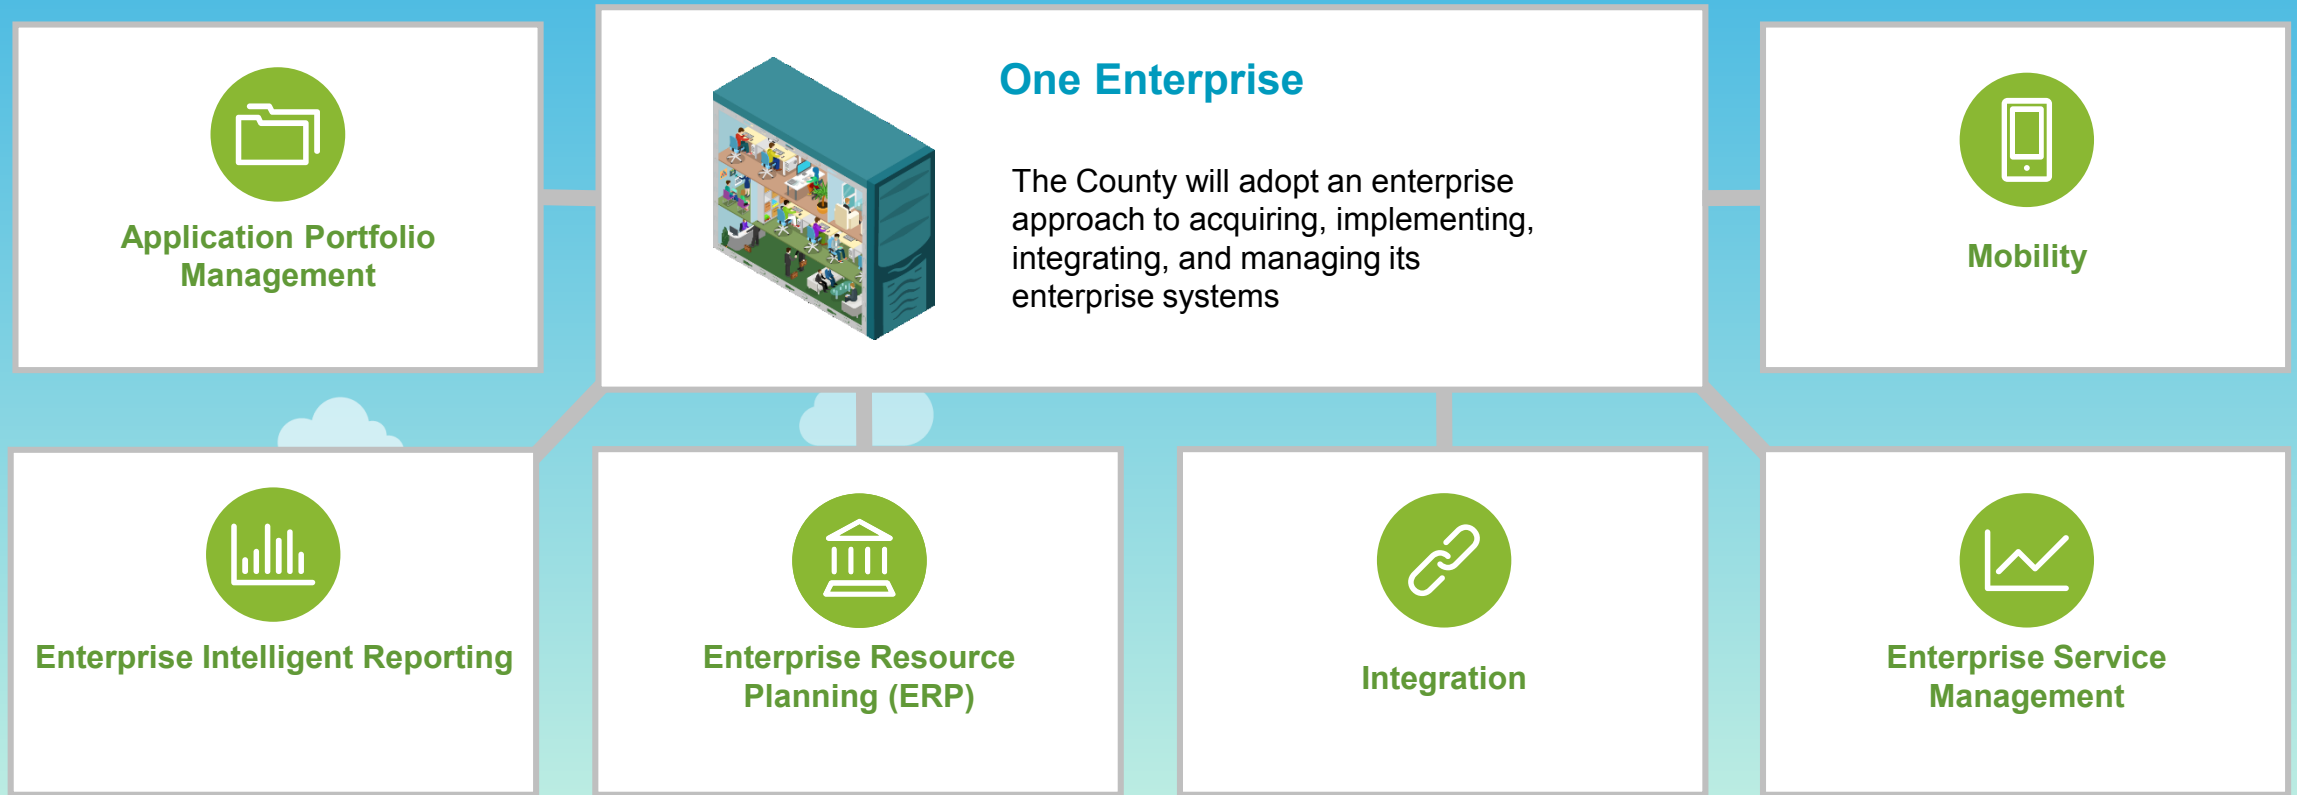 One Enterprise
The County will adopt an enterprise
approach to acquiring, implementing,
integrating, and managing its
enterprise systems
Application Portfolio
Management
Mobility
Enterprise Intelligent Reporting
Enterprise Resource
Planning (ERP)
Integration
Enterprise Service
Management